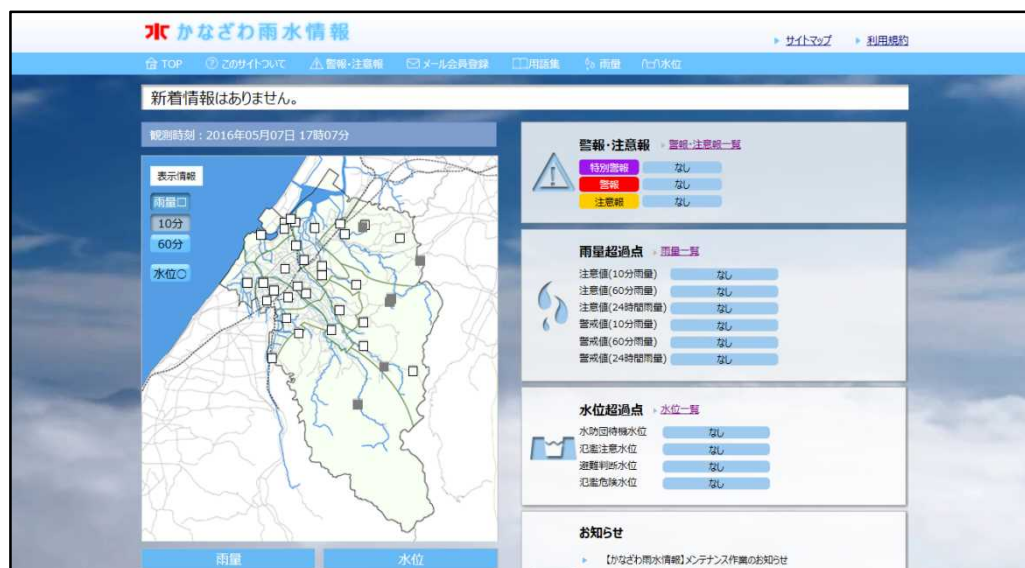 かなざわ雨水情報
サイトマップ 利用規約
TOP このサイトついて 警報・注意報 メール会員登録 用語集 雨量 水位
新着情報はありません。
観測時刻：2016年05月07日 17時07分
表示情報
雨量□
10分
60分
水位○
雨量 水位
警報・注意報 警報・注意報一覧
特別警報 なし
警報 なし
注意報 なし
雨量超過点 雨量一覧
注意値(10分雨量) なし
注意値(60分雨量) なし
注意値(24時間雨量) なし
警戒値(10分雨量) なし
警戒値(60分雨量) なし
警戒値(24時間雨量) なし
水位超過点 水位一覧
水防団待機水位 なし
氾濫注意水位 なし
避難判断水位 なし
氾濫危険水位 なし
お知らせ
【かなざわ雨水情報】メンテナンス作業のお知らせ